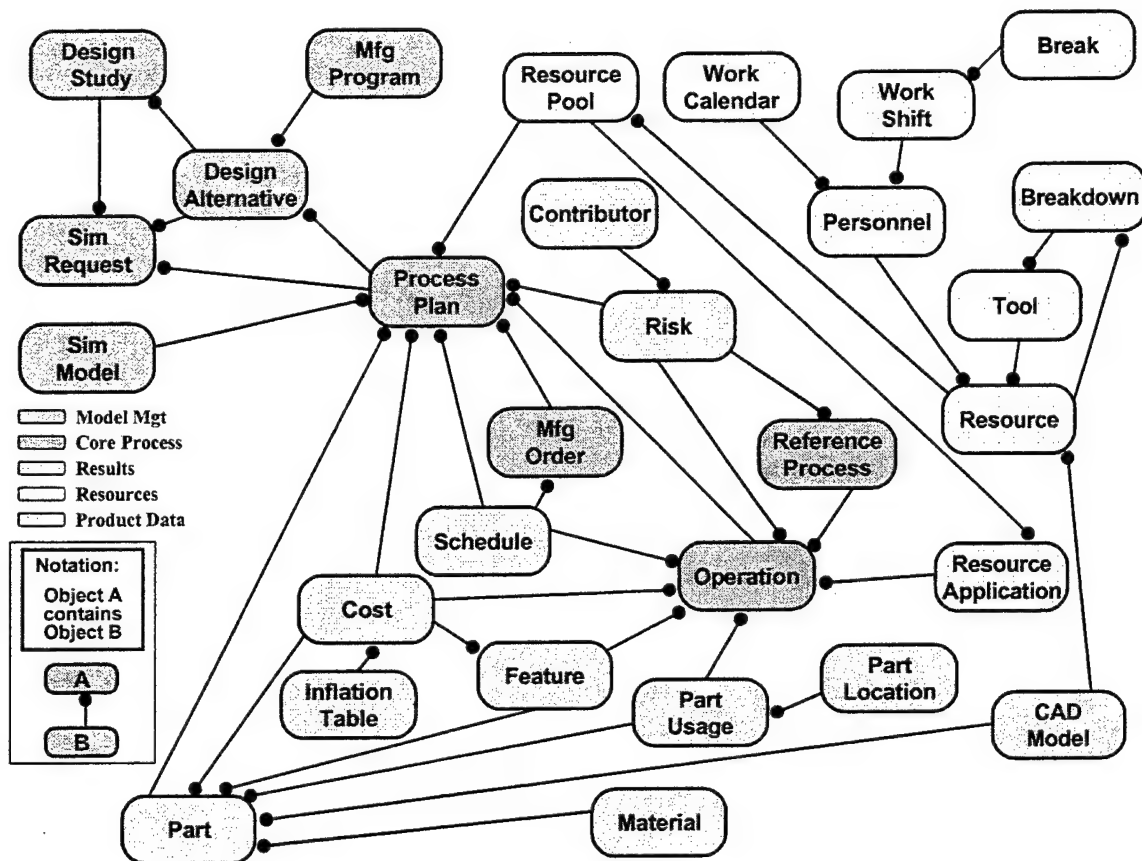 Design
Study
Mfg
Program
Resource
Pool
Work
Calendar
Work
Shift
Break
Design
Alternative
Contributor
Personnel
Breakdown
Sim
Request
Process
Plan
Risk
Tool
Sim
Model
Resource
Model Mgt
Core Process
Results
Resources
Product Data
Mfg
Order
Reference
Process
Schedule
Operation
Resource
Application
Notation:
Object A
contains
Object B
A
B
Cost
Inflation
Table
Feature
Part
Usage
Part
Location
CAD
Model
Part
Material